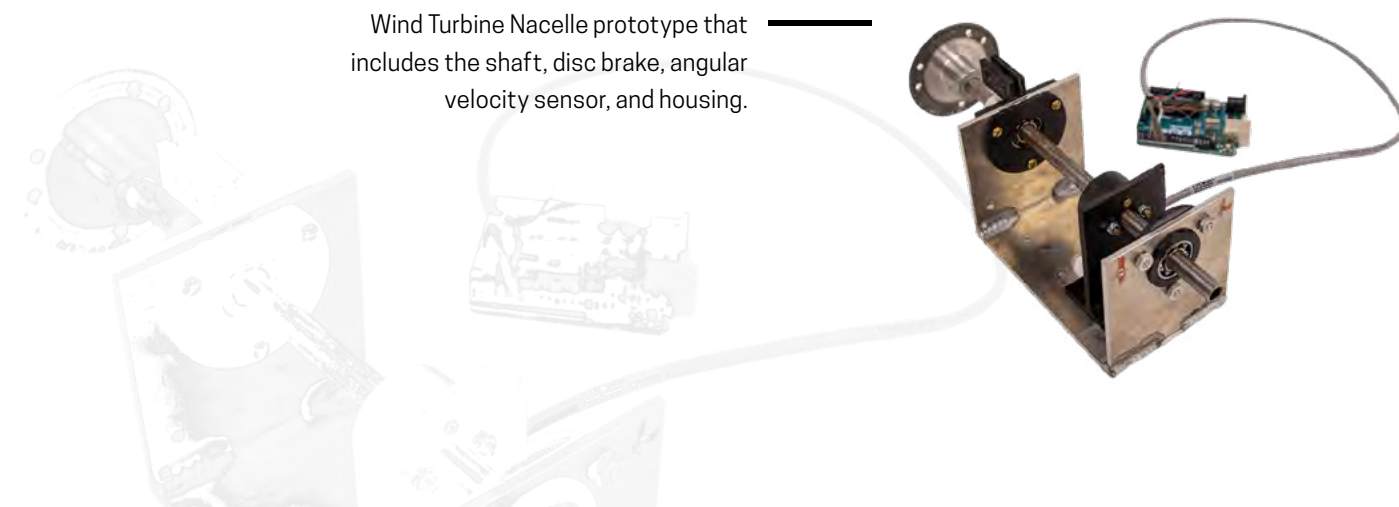 Wind Turbine Nacelle prototype that
includes the shaft, disc brake, angular
velocity sensor, and housing.